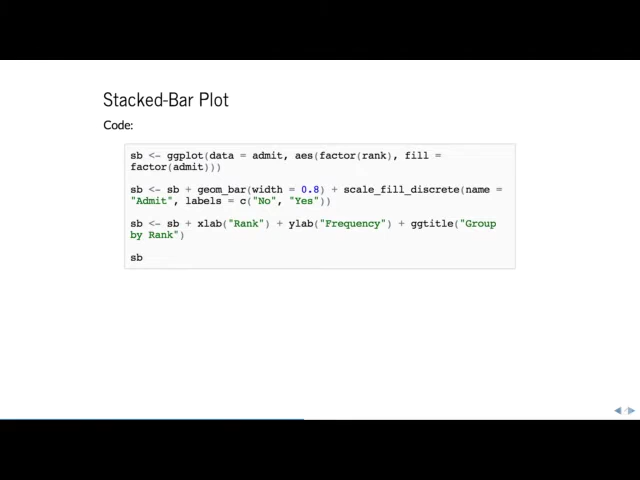 Stacked-Bar Plot
Code:
sb <- ggplot(data = admit, aes(factor(rank), fill =
factor(admit)))
sb <- sb + geom_bar(width = 0.8) + scale_fill_discrete(name =
"Admit", labels = c("No", "Yes"))
sb <- sb + xlab("Rank") + ylab("Frequency") + ggtitle("Group
by Rank")
sb